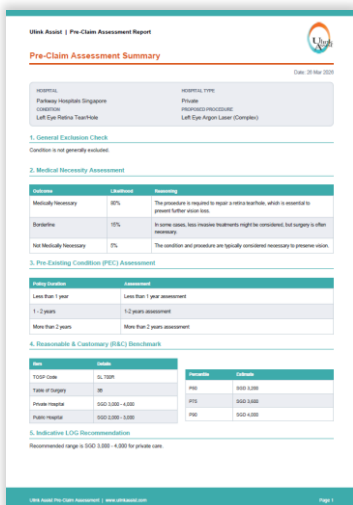 Ulink Assist | Pre-Claim Assessment Report
Ulink
Assist
Pre-Claim Assessment Summary
Date: 20 Mar 2026
HOSPITAL
HOSPITAL TYPE
Parkway Hospitals Singapore
Private
CONDITION
PROPOSED PROCEDURE
Left Eye Retina Tear/Hole
Left Eye Argon Laser (Complex)
1. General Exclusion Check
Condition is not generally excluded.
2. Medical Necessity Assessment
Outcome Likelihood Reasoning
Medically Necessary 80% The procedure is required to repair a retina tear/hole, which is essential to
prevent further vision loss.
Borderline 15% In some cases, less invasive treatments might be considered, but surgery is often
necessary.
Not Medically Necessary 5% The condition and procedure are typically considered necessary to preserve vision.
3. Pre-Existing Condition (PEC) Assessment
Policy Duration Assessment
Less than 1 year Less than 1 year assessment
1 - 2 years 1-2 years assessment
More than 2 years More than 2 years assessment
4. Reasonable & Customary (R&C) Benchmark
Item Details
TOSP Code SL 700R
Table of Surgery 3B
Private Hospital SGD 3,000 - 4,000
Public Hospital SGD 2,000 - 3,000
Percentile Estimate
P50
P75
P90 SGD 4,000
5. Indicative LOG Recommendation
Recommended range is SGD 3,000 - 4,000 for private care.
Ulink Assist Pre-Claim Assessment | www.ulinkassist.com
Page 1